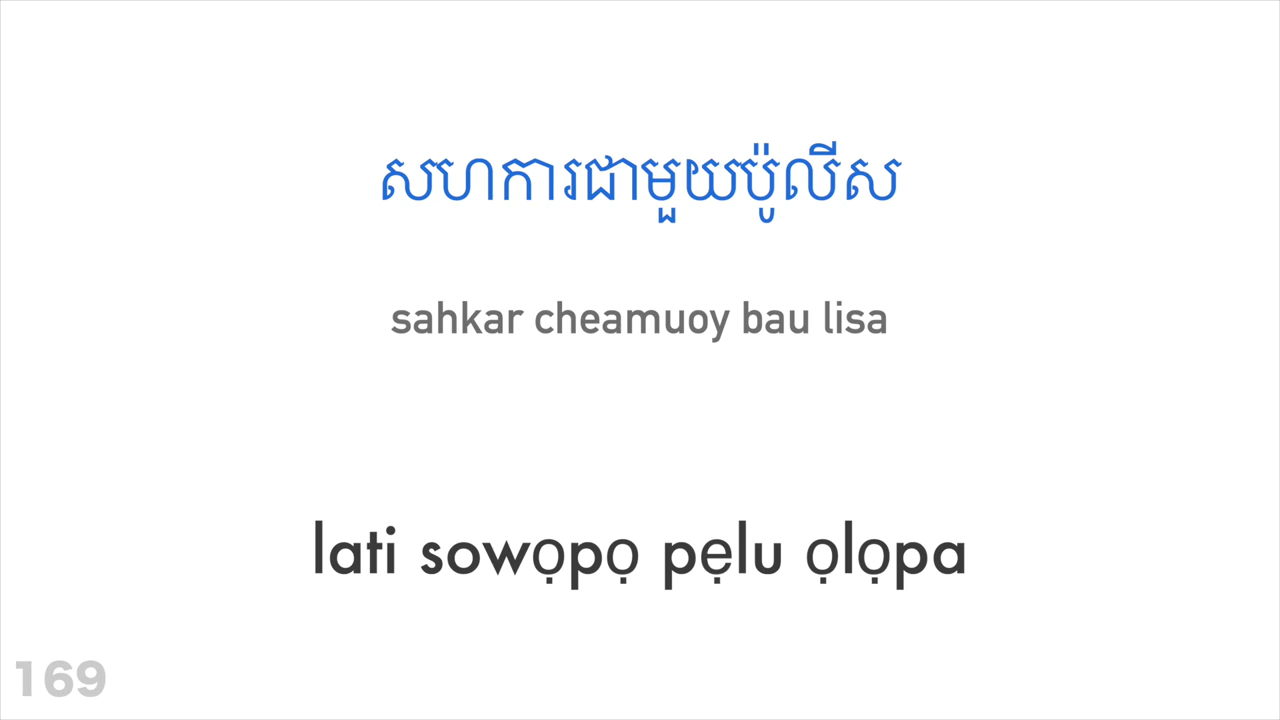 សហការជាមួយប៉ូលីស
sahkar cheamuoy bau lisa
lati sowọpọ pẹlu ọlọpa
169